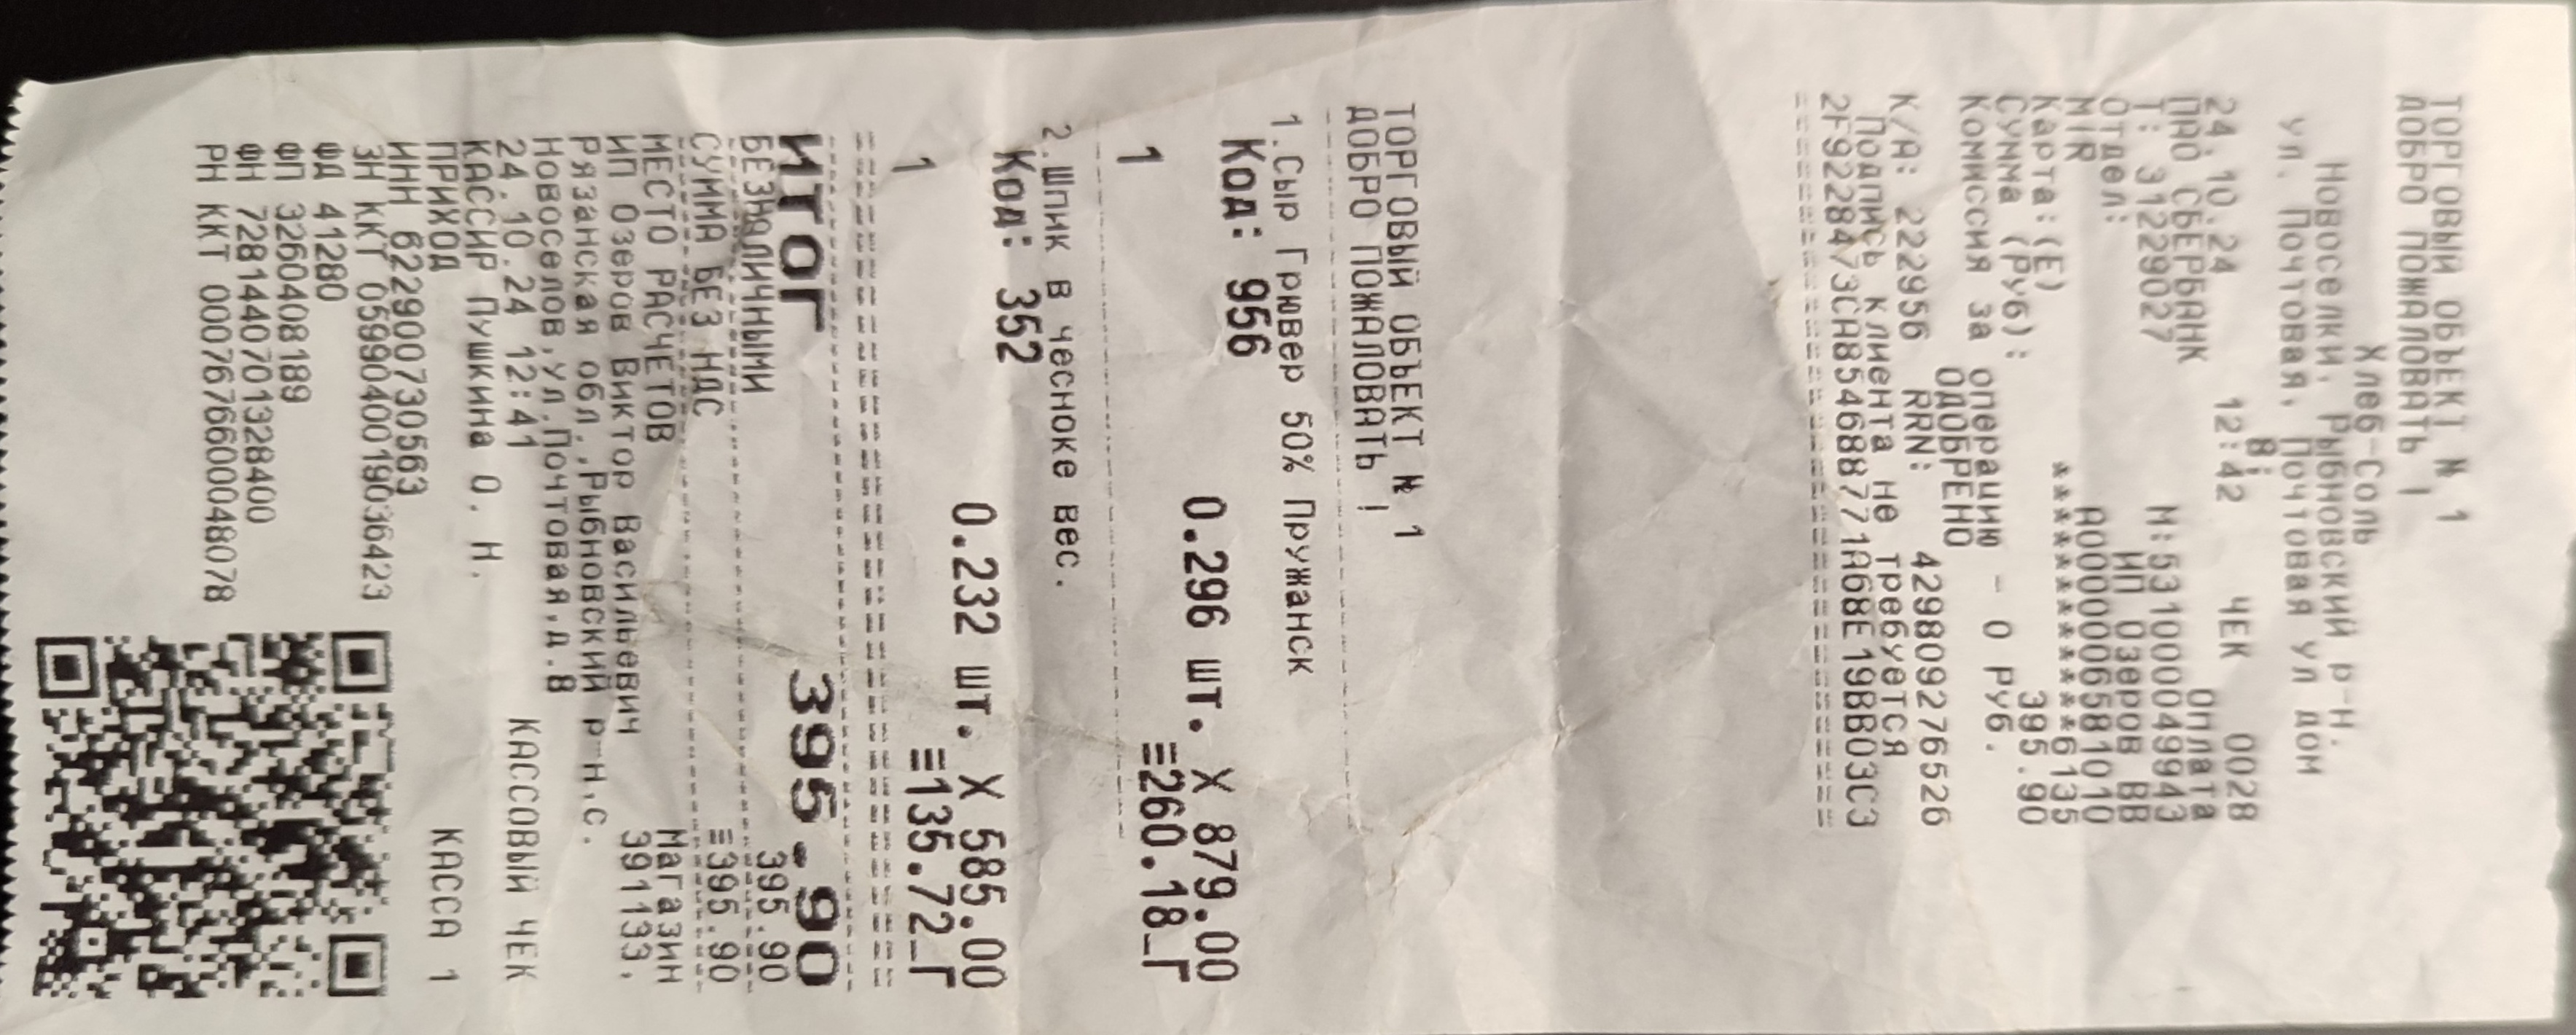 ТОРГОВЫЙ ОБЪЕКТ № 1
ДОБРО ПОЖАЛОВАТЬ !
Хлеб-Соль
Новоселки, Рыбновский р-н.
ул. Почтовая, Почтовая ул дом
8;
24.10.24 12:42 ЧЕК 0028
ПАО СБЕРБАНК Оплата
Т: 31229027 М:531000049943
Отдел: ИП ОЗеров ВВ
MIR A0000006581010
Карта:(E) ************6135
Сумма (Руб): 395.90
Комиссия за операцию - 0 руб.
ОДОБРЕНО
К/А: 222956 RRN: 429809276526
Подпись клиента не требуется
2F9228473CA8546B8771A68E19BB03C3
================================
ТОРГОВЫЙ ОБЪЕКТ № 1
ДОБРО ПОЖАЛОВАТЬ !
1.Сыр Грювер 50% Пружанск
Код: 956
0.296 шт. X 879.00
1 ≡260.18_Г
2.Шпик в чесноке вес.
Код: 352
0.232 шт. X 585.00
1 ≡135.72_Г
================================
ИТОГ 395.90
БЕЗНАЛИЧНЫМИ 395.90
СУММА БЕЗ НДС ≡395.90
МЕСТО РАСЧЕТОВ Магазин
ИП Озеров Виктор Васильевич 391133,
Рязанская обл.,Рыбновский р-н,с.
Новоселов,ул.Почтовая,д.8
24.10.24 12:41 КАССОВЫЙ ЧЕК
КАССИР Пушкина О. Н.
ПРИХОД КАССА 1
ИНН 622900730563
ЗН ККТ 0599040019036423
ФД 41280
ФП 3260408189
ФН 7281440701328400
РН ККТ 0007676600048078